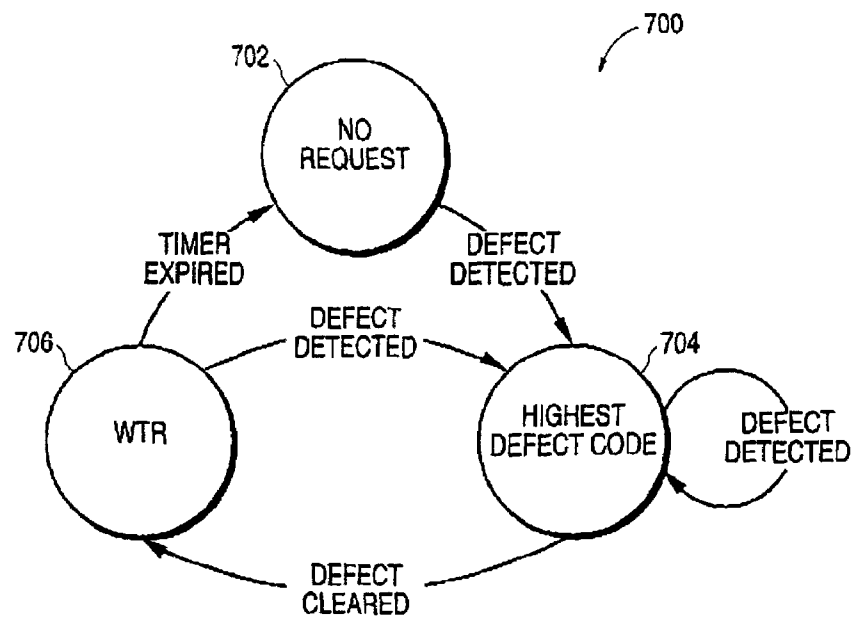 700
702
NO
REQUEST
TIMER
EXPIRED
DEFECT
DETECTED
706
DEFECT
DETECTED
704
WTR
HIGHEST
DEFECT CODE
DEFECT
DETECTED
DEFECT
CLEARED